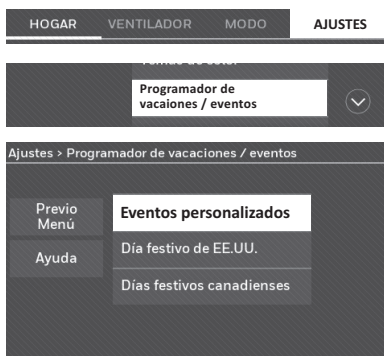 HOGAR VENTILADOR MODO AJUSTES
Programador de
vacaiones / eventos
Ajustes > Programador de vacaciones / eventos
Previo
Menú
Eventos personalizados
Ayuda
Día festivo de EE.UU.
Días festivos canadienses